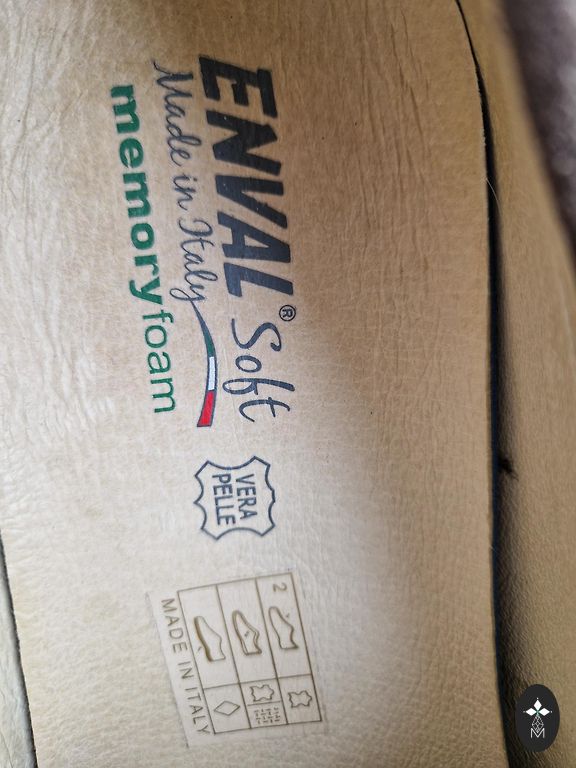 ENVAL® Soft
Made in Italy
memoryfoam
VERA
PELLE
2
MADE IN ITALY
M